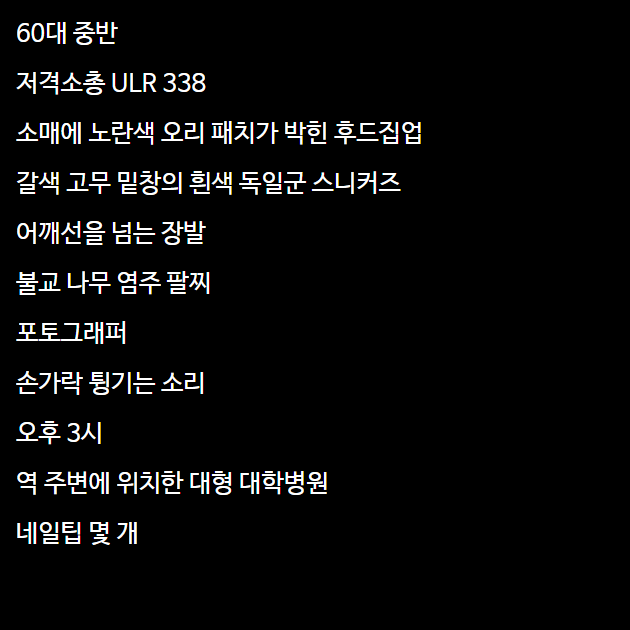 60대 중반
저격소총 ULR 338
소매에 노란색 오리 패치가 박힌 후드집업
갈색 고무 밑창의 흰색 독일군 스니커즈
어깨선을 넘는 장발
불교 나무 염주 팔찌
포토그래퍼
손가락 튕기는 소리
오후 3시
역 주변에 위치한 대형 대학병원
네일팁 몇 개